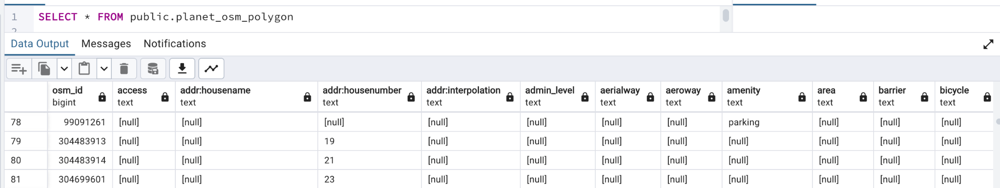 1 SELECT * FROM public.planet_osm_polygon
2
Data Output Messages Notifications
osm_id access addr:housename addr:housenumber addr:interpolation admin_level aerialway aeroway amenity area barrier bicycle
bigint text text text text text text text text text text text
78 99091261 [null] [null] [null] [null] [null] [null] [null] parking [null] [null] [null]
79 304483913 [null] [null] 19 [null] [null] [null] [null] [null] [null] [null] [null]
80 304483914 [null] [null] 21 [null] [null] [null] [null] [null] [null] [null] [null]
81 304699601 [null] [null] 23 [null] [null] [null] [null] [null] [null] [null] [null]